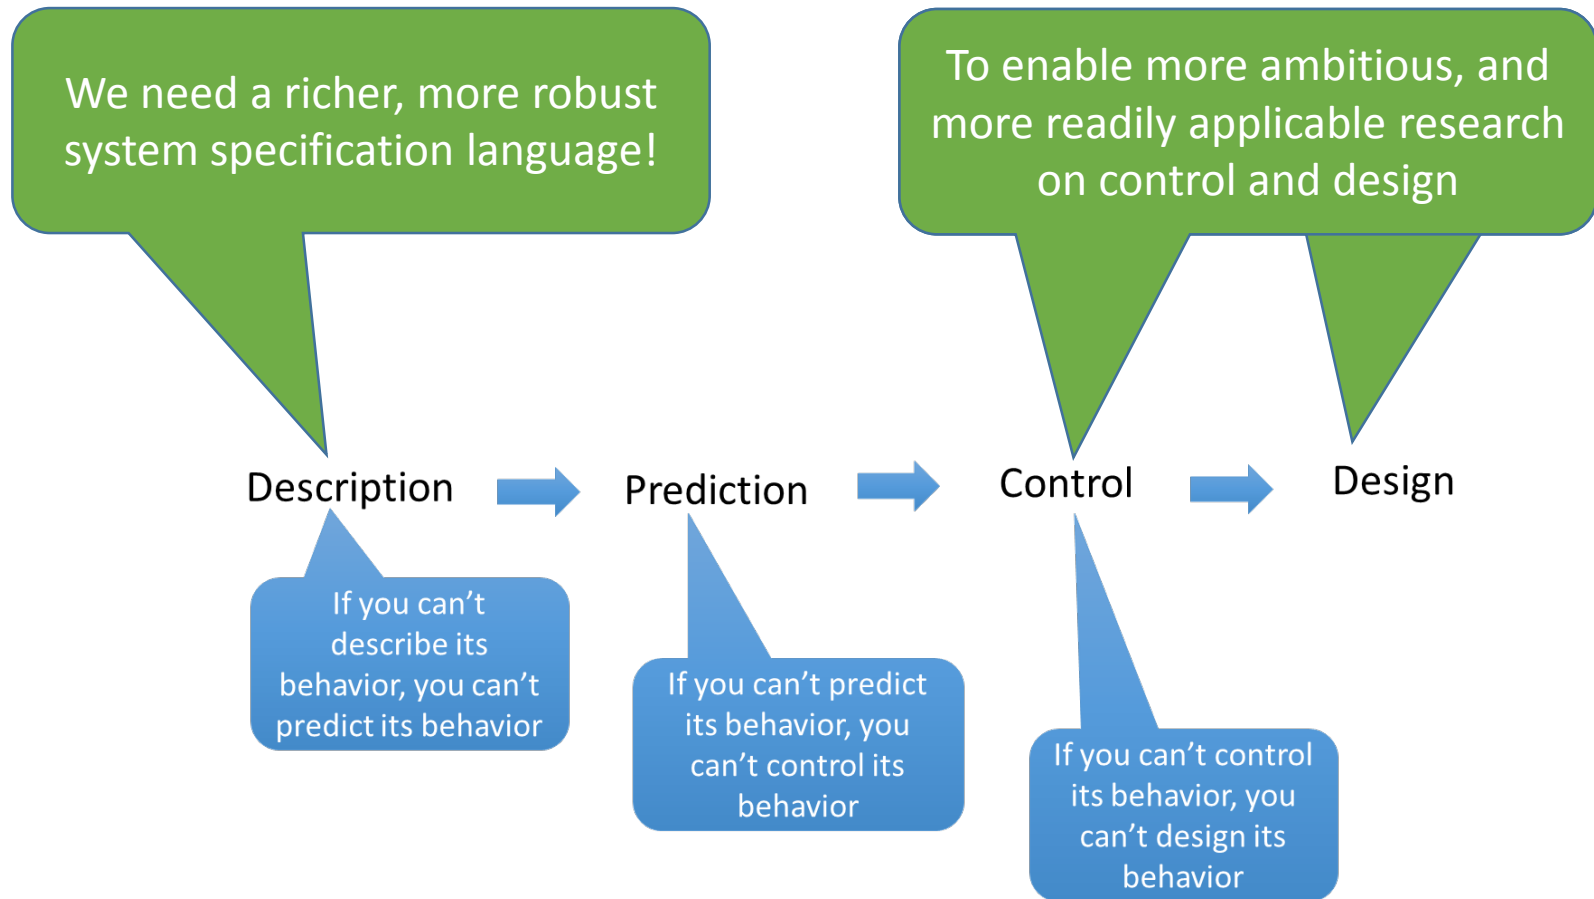 We need a richer, more robust
system specification language!
To enable more ambitious, and
more readily applicable research
on control and design
Description
Prediction
Control
Design
If you can’t
describe its
behavior, you can’t
predict its behavior
If you can’t predict
its behavior, you
can’t control its
behavior
If you can’t control
its behavior, you
can’t design its
behavior